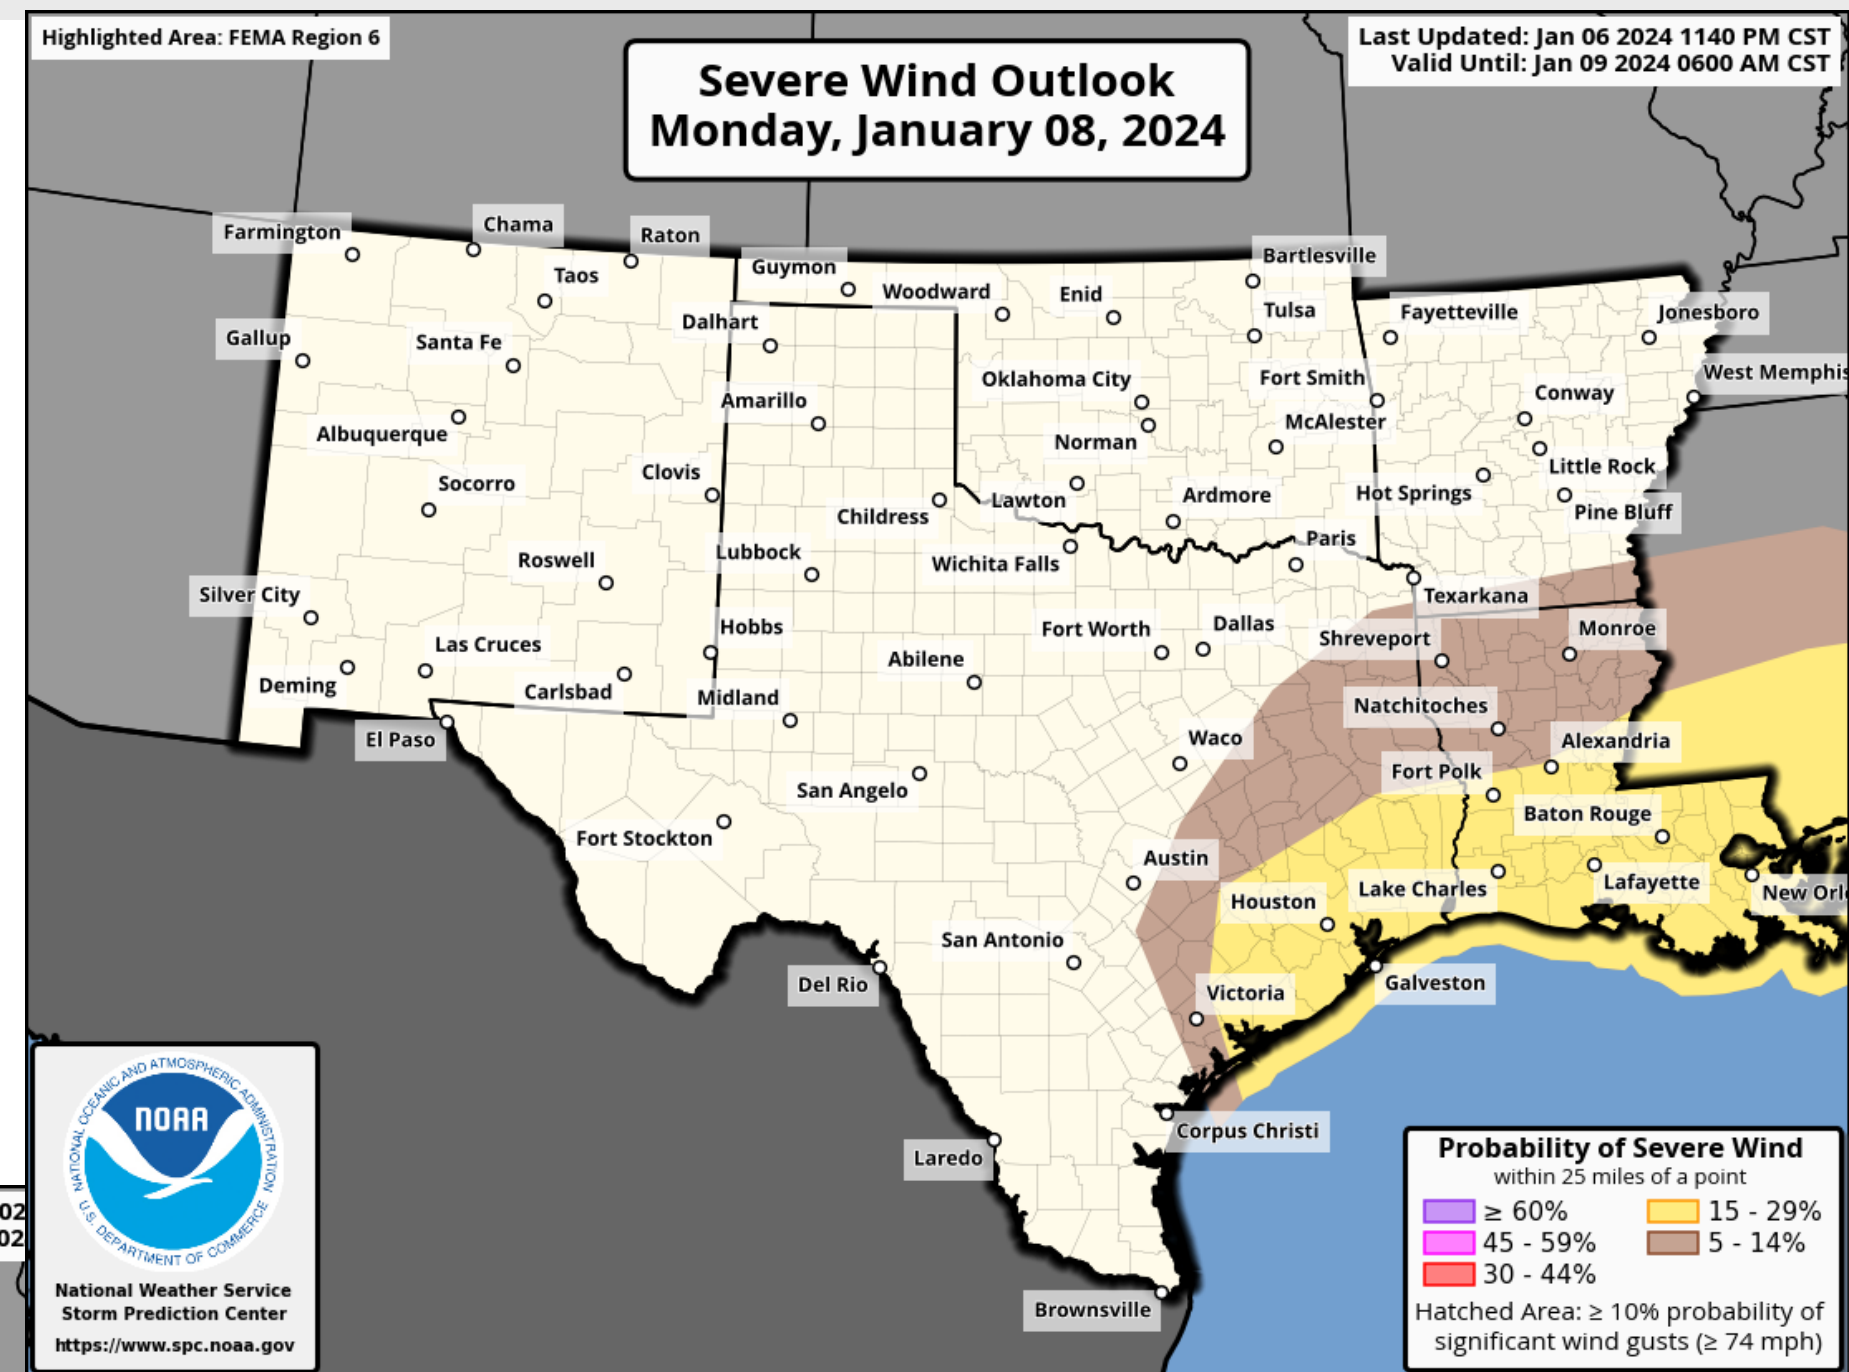 Highlighted Area: FEMA Region 6
Severe Wind Outlook
Monday, January 08, 2024
Last Updated: Jan 06 2024 1140 PM CST
Valid Until: Jan 09 2024 0600 AM CST
Farmington
Chama
Raton
Taos
Guymon
Woodward
Enid
Bartlesville
Tulsa
Fayetteville
Jonesboro
Gallup
Santa Fe
Dalhart
Oklahoma City
Fort Smith
Conway
West Memphis
Albuquerque
Amarillo
Norman
McAlester
Little Rock
Socorro
Clovis
Childress
Lawton
Ardmore
Hot Springs
Pine Bluff
Roswell
Lubbock
Wichita Falls
Paris
Silver City
Texarkana
Las Cruces
Hobbs
Fort Worth
Dallas
Shreveport
Monroe
Deming
Carlsbad
Midland
Abilene
Natchitoches
El Paso
Waco
Alexandria
San Angelo
Fort Polk
Fort Stockton
Baton Rouge
Austin
Lake Charles
Lafayette
Houston
New Orl
San Antonio
Del Rio
Victoria
Galveston
Corpus Christi
Laredo
Brownsville
02
02
NATIONAL OCEANIC AND ATMOSPHERIC ADMINISTRATION
NOAA
U.S. DEPARTMENT OF COMMERCE
National Weather Service
Storm Prediction Center
https://www.spc.noaa.gov
Probability of Severe Wind
within 25 miles of a point
≥ 60% 15 - 29%
45 - 59% 5 - 14%
30 - 44%
Hatched Area: ≥ 10% probability of
significant wind gusts (≥ 74 mph)